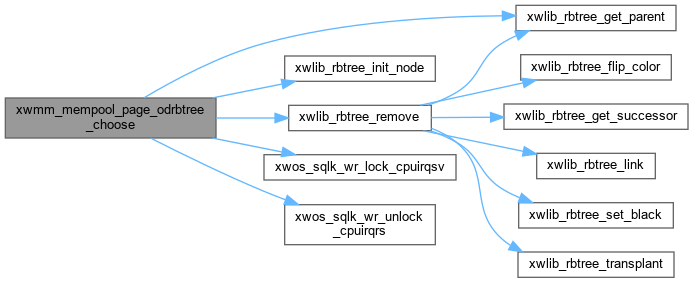 xwmm_mempool_page_odrbtree
_choose
xwlib_rbtree_get_parent
xwlib_rbtree_init_node
xwlib_rbtree_remove
xwos_sqlk_wr_lock_cpuirqsv
xwos_sqlk_wr_unlock
_cpuirqrs
xwlib_rbtree_flip_color
xwlib_rbtree_get_successor
xwlib_rbtree_link
xwlib_rbtree_set_black
xwlib_rbtree_transplant